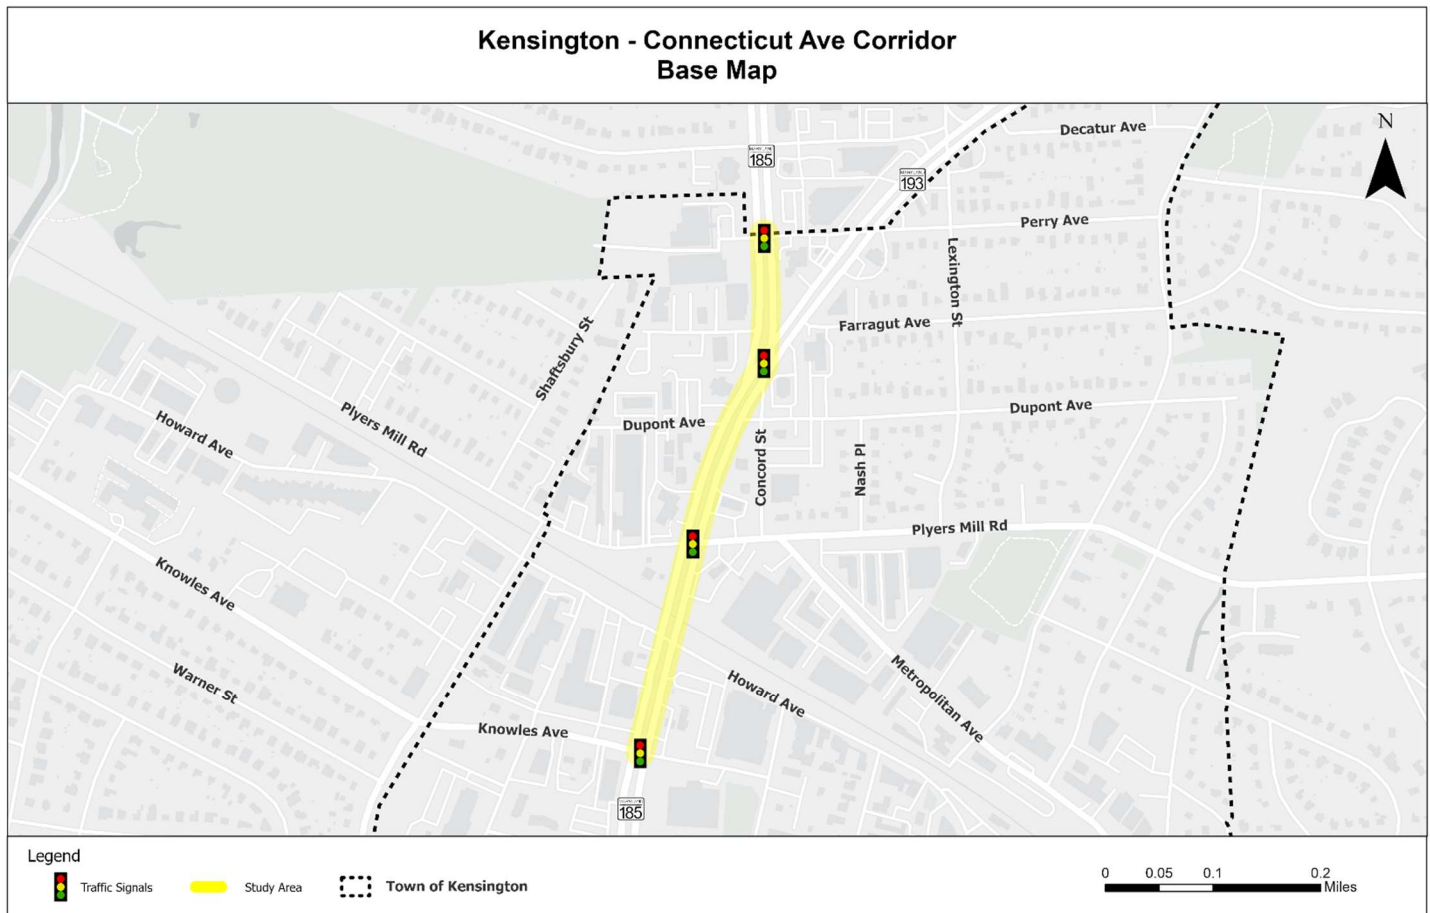 Kensington - Connecticut Ave Corridor
Base Map
N
Decatur Ave
185
193
Perry Ave
Lexington St
Farragut Ave
Shaftsbury St
Dupont Ave
Dupont Ave
Plyers Mill Rd
Howard Ave
Concord St
Nash Pl
Plyers Mill Rd
Knowles Ave
Warner St
Metropolitan Ave
Howard Ave
Knowles Ave
185
Legend
Traffic Signals
Study Area
Town of Kensington
0 0.05 0.1 0.2
Miles